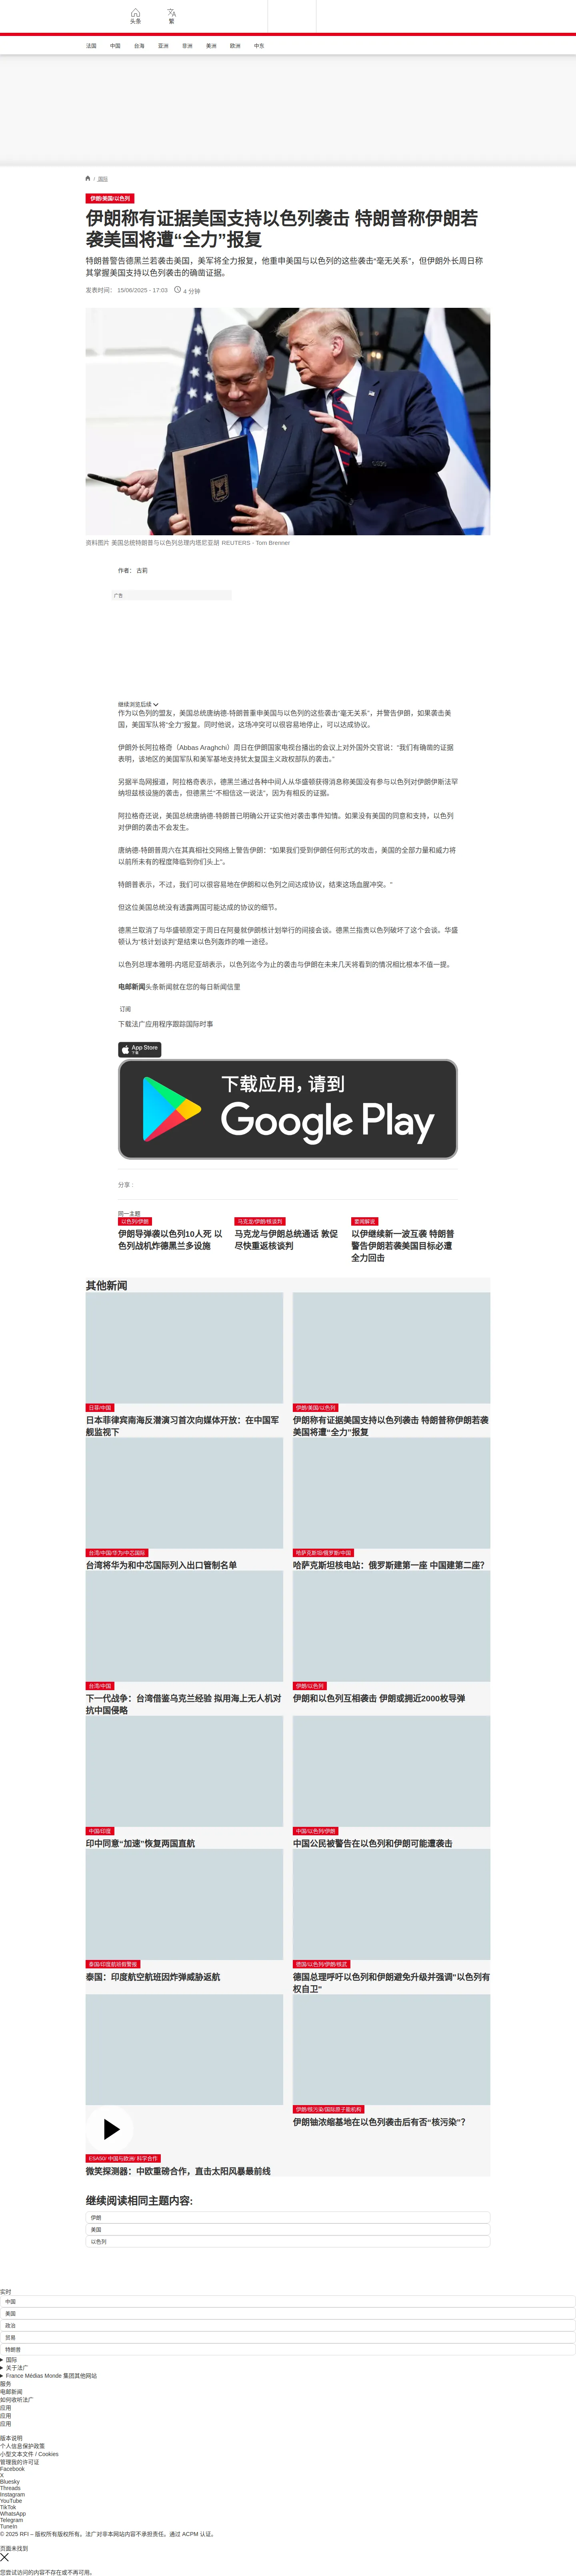 头条
繁
法国
中国
台海
亚洲
非洲
美洲
欧洲
中东
/ 国际
伊朗/美国/以色列
伊朗称有证据美国支持以色列袭击 特朗普称伊朗若
袭美国将遭“全力”报复
特朗普警告德黑兰若袭击美国，美军将全力报复，他重申美国与以色列的这些袭击“毫无关系”，但伊朗外长周日称
其掌握美国支持以色列袭击的确凿证据。
发表时间： 15/06/2025 - 17:03
4 分钟
资料图片 美国总统特朗普与以色列总理内塔尼亚胡 REUTERS - Tom Brenner
作者： 古莉
广告
继续浏览后续
作为以色列的盟友，美国总统唐纳德-特朗普重申美国与以色列的这些袭击“毫无关系”，并警告伊朗，如果袭击美
国，美国军队将“全力”报复。同时他说，这场冲突可以很容易地停止，可以达成协议。
伊朗外长阿拉格奇（Abbas Araghchi）周日在伊朗国家电视台播出的会议上对外国外交官说：“我们有确凿的证据
表明，该地区的美国军队和美军基地支持犹太复国主义政权部队的袭击。”
另据半岛网报道，阿拉格奇表示，德黑兰通过各种中间人从华盛顿获得消息称美国没有参与以色列对伊朗伊斯法罕
纳坦兹核设施的袭击，但德黑兰“不相信这一说法”，因为有相反的证据。
阿拉格奇还说，美国总统唐纳德-特朗普已明确公开证实他对袭击事件知情。如果没有美国的同意和支持，以色列
对伊朗的袭击不会发生。
唐纳德-特朗普周六在其真相社交网络上警告伊朗：“如果我们受到伊朗任何形式的攻击，美国的全部力量和威力将
以前所未有的程度降临到你们头上”。
特朗普表示，不过，我们可以很容易地在伊朗和以色列之间达成协议，结束这场血腥冲突。”
但这位美国总统没有透露两国可能达成的协议的细节。
德黑兰取消了与华盛顿原定于周日在阿曼就伊朗核计划举行的间接会谈。德黑兰指责以色列破坏了这个会谈。华盛
顿认为“核计划谈判”是结束以色列轰炸的唯一途径。
以色列总理本雅明-内塔尼亚胡表示，以色列迄今为止的袭击与伊朗在未来几天将看到的情况相比根本不值一提。
电邮新闻头条新闻就在您的每日新闻信里
订阅
下载法广应用程序跟踪国际时事
App Store
下载
下载应用，请到
Google Play
分享 :
同一主题
以色列/伊朗
伊朗导弹袭以色列10人死 以
色列战机炸德黑兰多设施
马克龙/伊朗/核谈判
马克龙与伊朗总统通话 敦促
尽快重返核谈判
要闻解说
以伊继续新一波互袭 特朗普
警告伊朗若袭美国目标必遭
全力回击
其他新闻
日菲/中国
日本菲律宾南海反潜演习首次向媒体开放：在中国军
舰监视下
伊朗/美国/以色列
伊朗称有证据美国支持以色列袭击 特朗普称伊朗若袭
美国将遭“全力”报复
台湾/中国/华为/中芯国际
台湾将华为和中芯国际列入出口管制名单
哈萨克斯坦/俄罗斯/中国
哈萨克斯坦核电站：俄罗斯建第一座 中国建第二座？
台湾/中国
下一代战争：台湾借鉴乌克兰经验 拟用海上无人机对
抗中国侵略
伊朗/以色列
伊朗和以色列互相袭击 伊朗或拥近2000枚导弹
中国/印度
印中同意“加速”恢复两国直航
中国/以色列/伊朗
中国公民被警告在以色列和伊朗可能遭袭击
泰国/印度航班假警报
泰国：印度航空航班因炸弹威胁返航
德国/以色列/伊朗/核武
德国总理呼吁以色列和伊朗避免升级并强调“以色列有
权自卫”
ESA50/ 中国与欧洲/ 科学合作
微笑探测器：中欧重磅合作，直击太阳风暴最前线
伊朗/核污染/国际原子能机构
伊朗铀浓缩基地在以色列袭击后有否“核污染”？
继续阅读相同主题内容:
伊朗
美国
以色列
实时
中国
美国
政治
贸易
特朗普
国际
关于法广
France Médias Monde 集团其他网站
服务
电邮新闻
如何收听法广
应用
应用
应用
版本说明
个人信息保护政策
小型文本文件 / Cookies
管理我的许可证
Facebook
X
Bluesky
Threads
Instagram
YouTube
TikTok
WhatsApp
Telegram
TuneIn
© 2025 RFI – 版权所有版权所有。法广对非本网站内容不承担责任。通过 ACPM 认证。
页面未找到
您尝试访问的内容不存在或不再可用。